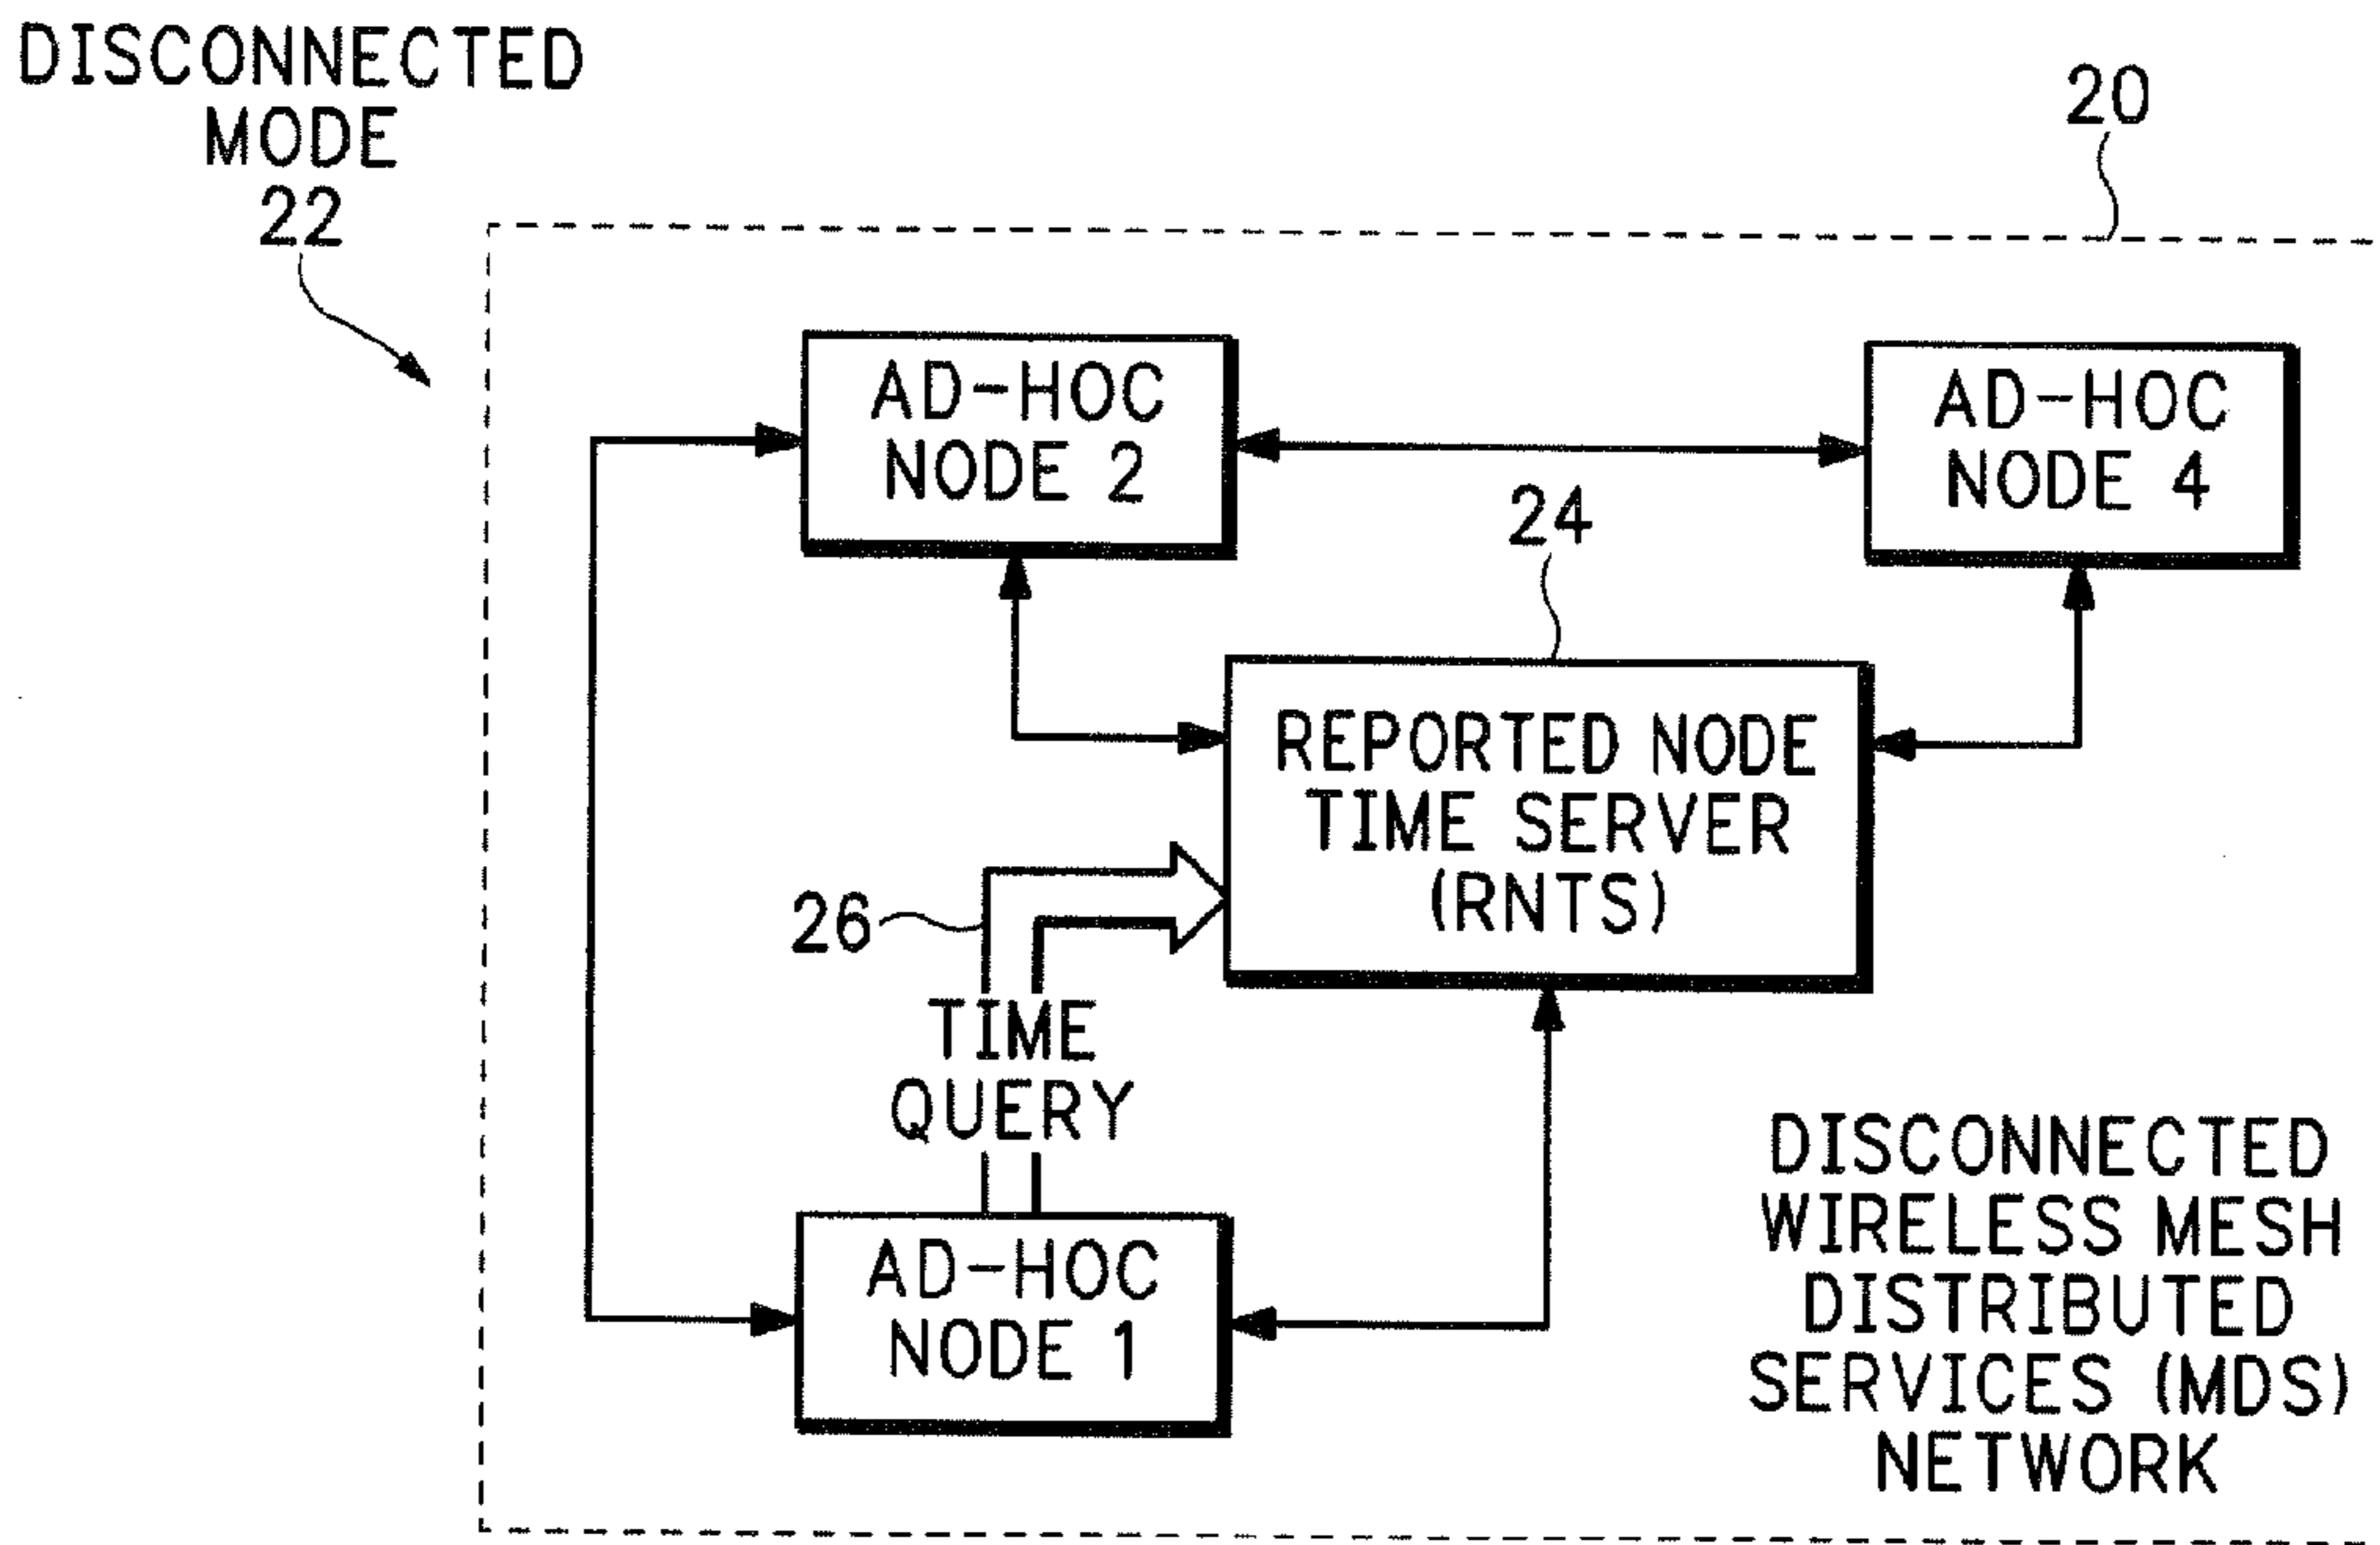 DISCONNECTED
MODE
22
20
AD-HOC
NODE 2
AD-HOC
NODE 4
24
REPORTED NODE
TIME SERVER
(RNTS)
26
TIME
QUERY
AD-HOC
NODE 1
DISCONNECTED
WIRELESS MESH
DISTRIBUTED
SERVICES (MDS)
NETWORK